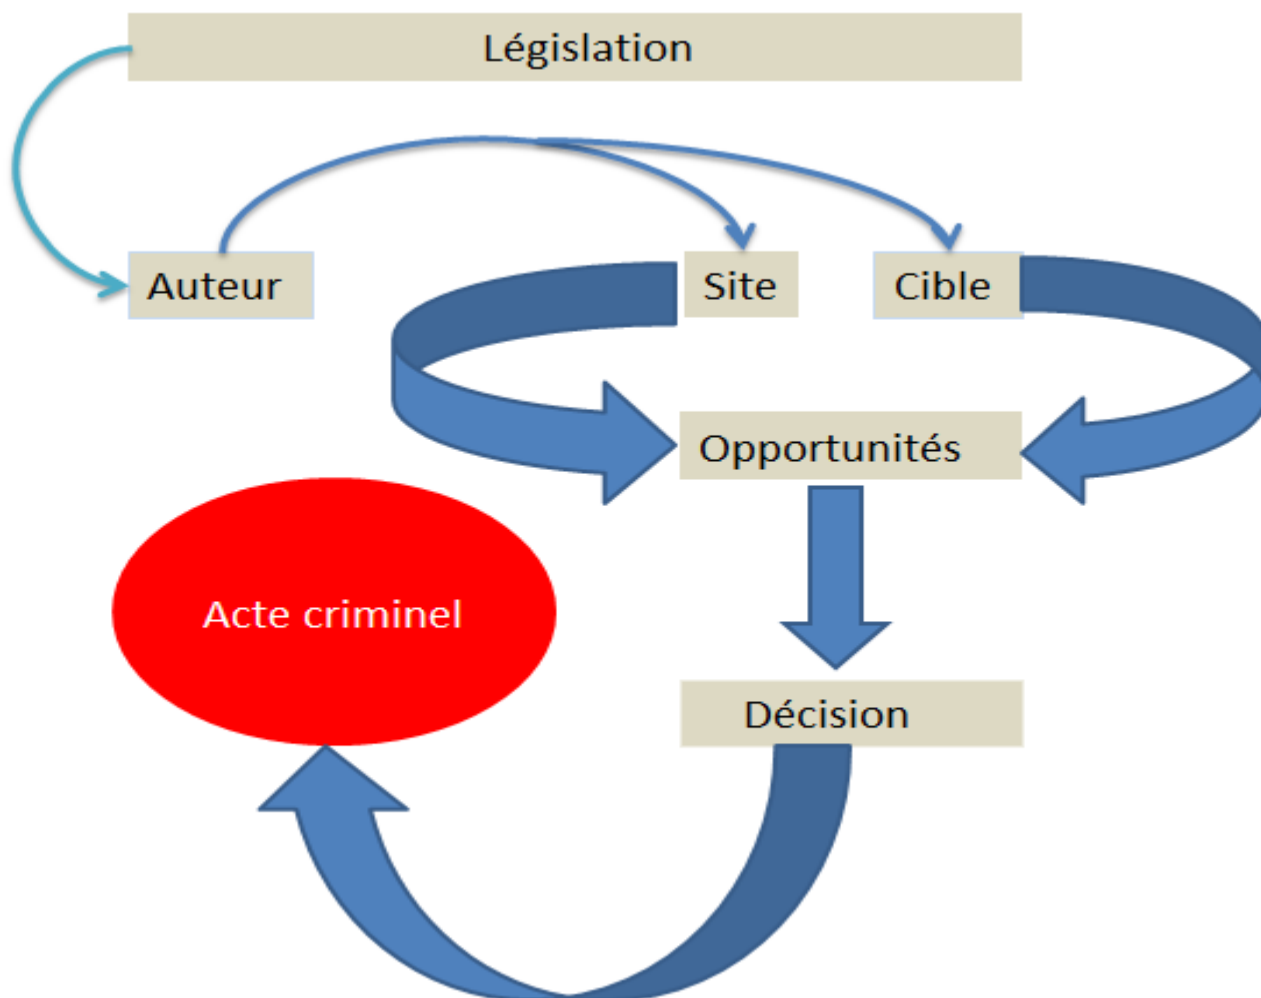 Législation
Auteur
Site
Cible
Opportunités
Acte criminel
Décision